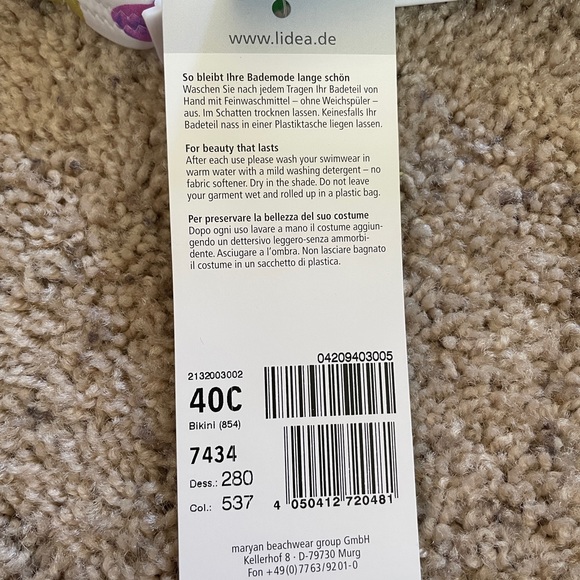 www.lidea.de
So bleibt Ihre Bademode lange schön
Waschen Sie nach jedem Tragen Ihr Badeteil von
Hand mit Feinwaschmittel – ohne Weichspüler –
aus. Im Schatten trocknen lassen. Keinesfalls Ihr
Badeteil nass in einer Plastiktasche liegen lassen.
For beauty that lasts
After each use please wash your swimwear in
warm water with a mild washing detergent – no
fabric softener. Dry in the shade. Do not leave
your garment wet and rolled up in a plastic bag.
Per preservare la bellezza del suo costume
Dopo ogni uso lavare a mano il costume aggiun-
gendo un dettersivo leggero-senza ammorbi-
dente. Asciugare a l'ombra. Non lasciare bagnato
il costume in un sacchetto di plastica.
04209403005
2132003002
40C
Bikini (854)
7434
Dess.: 280
Col.: 537
4 050412 720481
maryan beachwear group GmbH
Kellerhof 8 · D-79730 Murg
Fon +49(0)7763/9201-0